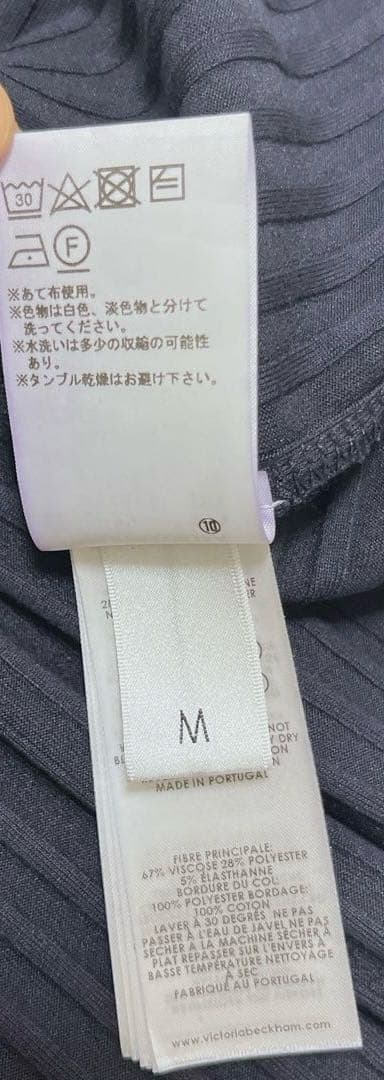 30
F
※あて布使用。
※色物は白色、淡色物と分けて
洗ってください。
※水洗いは多少の収縮の可能性
あり。
※タンブル乾燥はお避け下さい。
10
M
NOT
DRY
ON
MADE IN PORTUGAL
FIBRE PRINCIPALE:
67% VISCOSE 28% POLYESTER
5% ÉLASTHANNE
BORDURE DU COL:
100% POLYESTER BORDAGE:
100% COTON
LAVER À 30 DEGRÉS NE PAS
PASSER À L'EAU DE JAVEL NE PAS
SÉCHER À LA MACHINE SÉCHER À
PLAT REPASSER SUR L'ENVERS À
BASSE TEMPÉRATURE NETTOYAGE
À SEC
FABRIQUÉ AU PORTUGAL
www.victoriabeckham.com